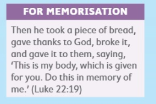 FOR MEMORISATION
Then he took a piece of bread,
gave thanks to God, broke it,
and gave it to them, saying,
‘This is my body, which is given
for you. Do this in memory of
me.’ (Luke 22:19)